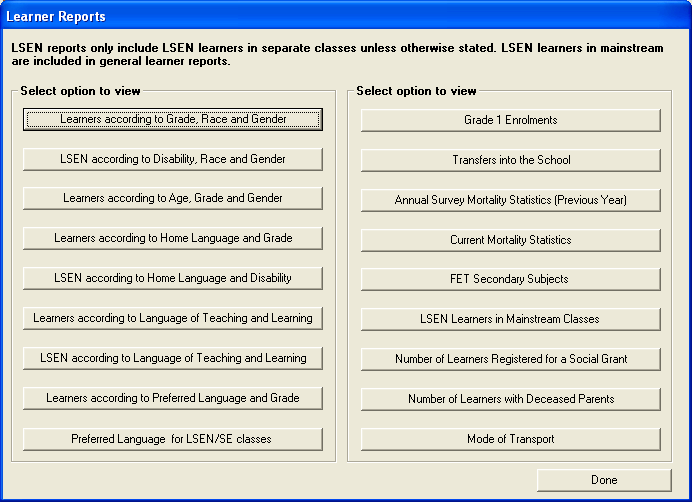 Learner Reports
LSEN reports only include LSEN learners in separate classes unless otherwise stated. LSEN learners in mainstream
are included in general learner reports.
Select option to view
Learners according to Grade, Race and Gender
LSEN according to Disability, Race and Gender
Learners according to Age, Grade and Gender
Learners according to Home Language and Grade
LSEN according to Home Language and Disability
Learners according to Language of Teaching and Learning
LSEN according to Language of Teaching and Learning
Learners according to Preferred Language and Grade
Preferred Language for LSEN/SE classes
Select option to view
Grade 1 Enrolments
Transfers into the School
Annual Survey Mortality Statistics (Previous Year)
Current Mortality Statistics
FET Secondary Subjects
LSEN Learners in Mainstream Classes
Number of Learners Registered for a Social Grant
Number of Learners with Deceased Parents
Mode of Transport
Done